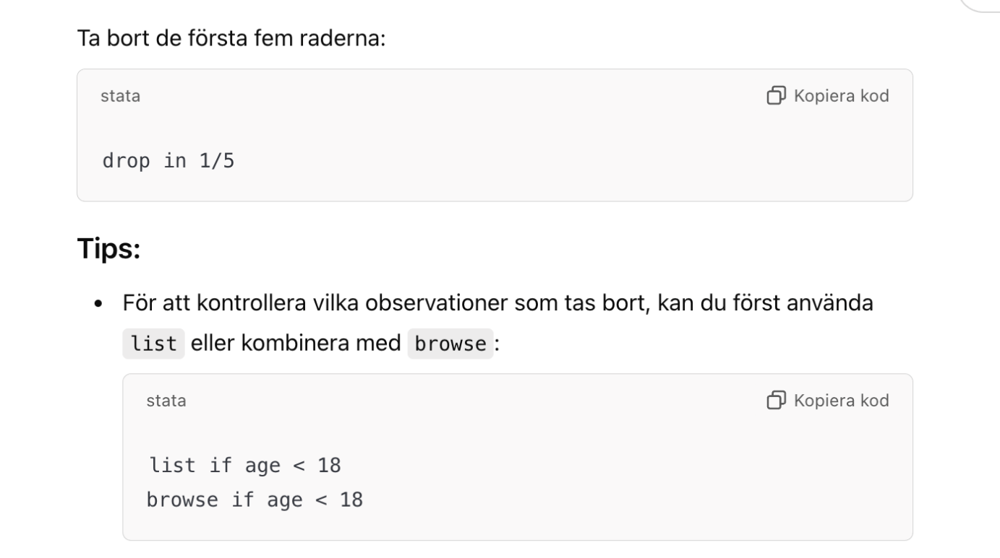 Ta bort de första fem raderna:
stata
Kopiera kod
drop in 1/5
Tips:
För att kontrollera vilka observationer som tas bort, kan du först använda
list eller kombinera med browse:
stata
Kopiera kod
list if age < 18
browse if age < 18